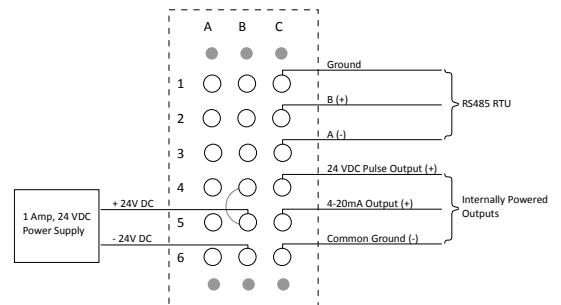 A B C
Ground
1
B (+)
RS485 RTU
2
A (-)
3
24 VDC Pulse Output (+)
4
+ 24V DC
4-20mA Output (+)
Internally Powered
Outputs
1 Amp, 24 VDC
Power Supply
5
- 24V DC
Common Ground (-)
6